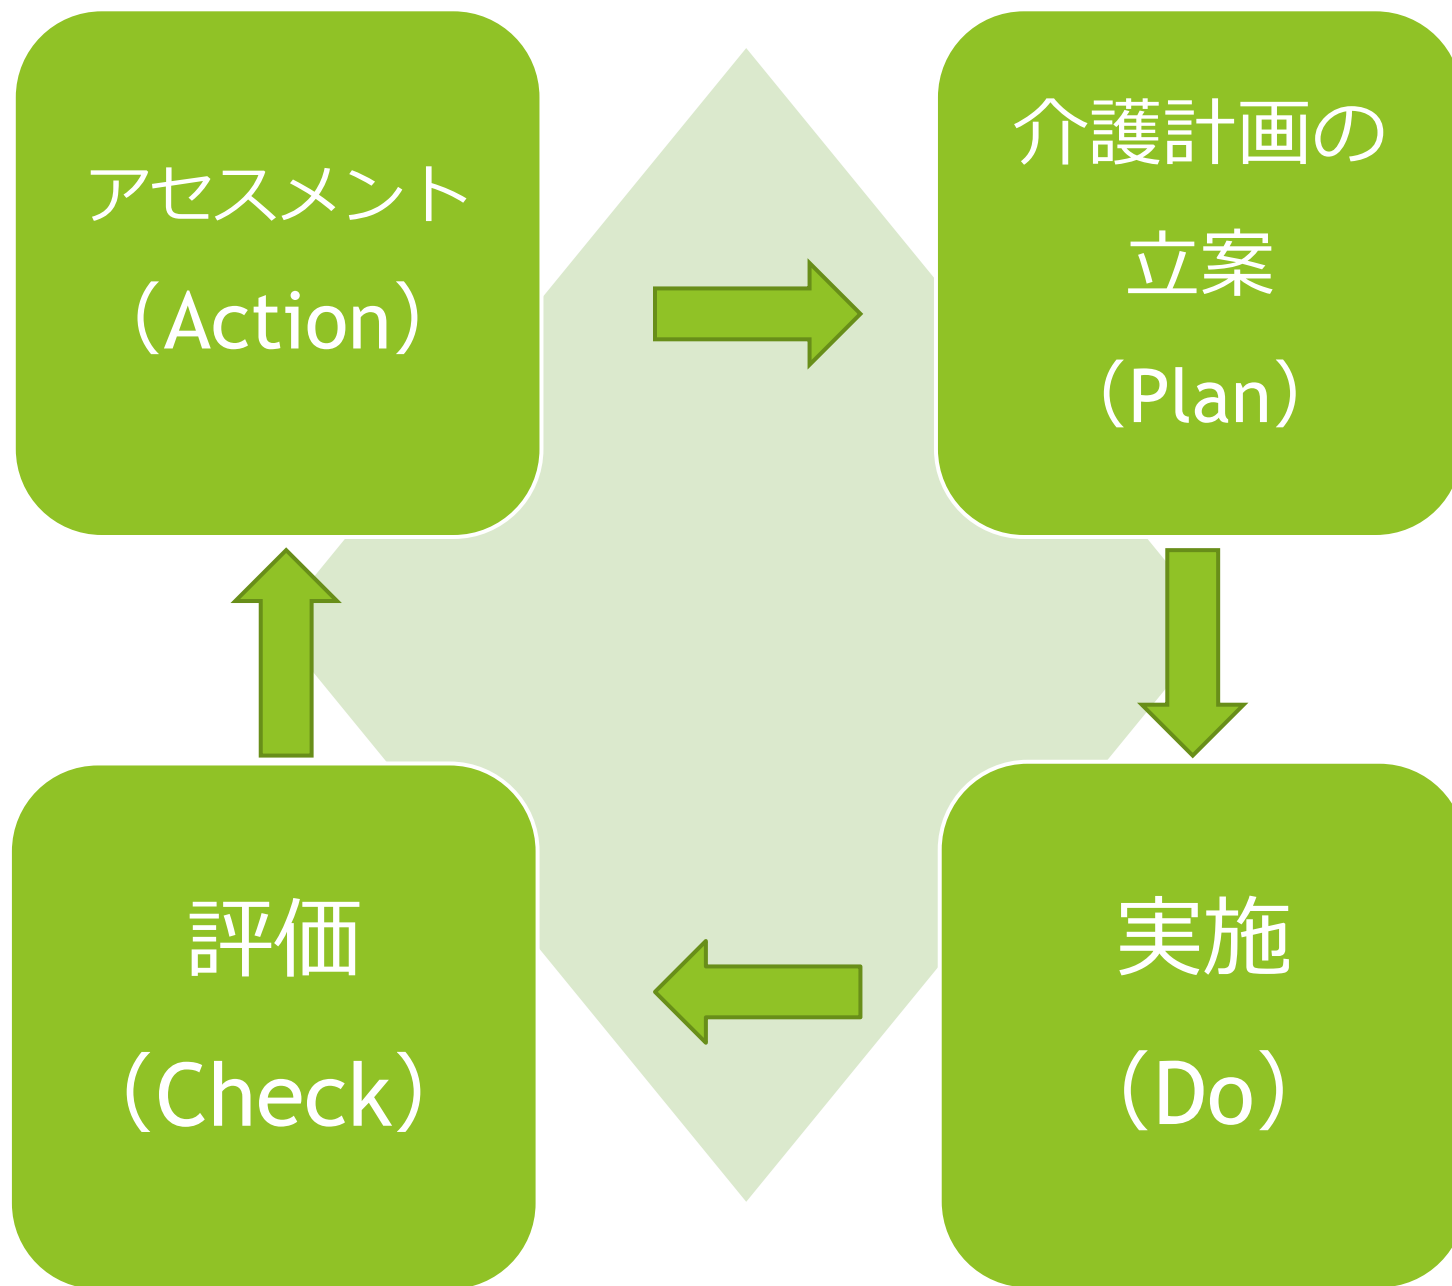 アセスメント
（Action）
介護計画の
立案
（Plan）
評価
（Check）
実施
（Do）